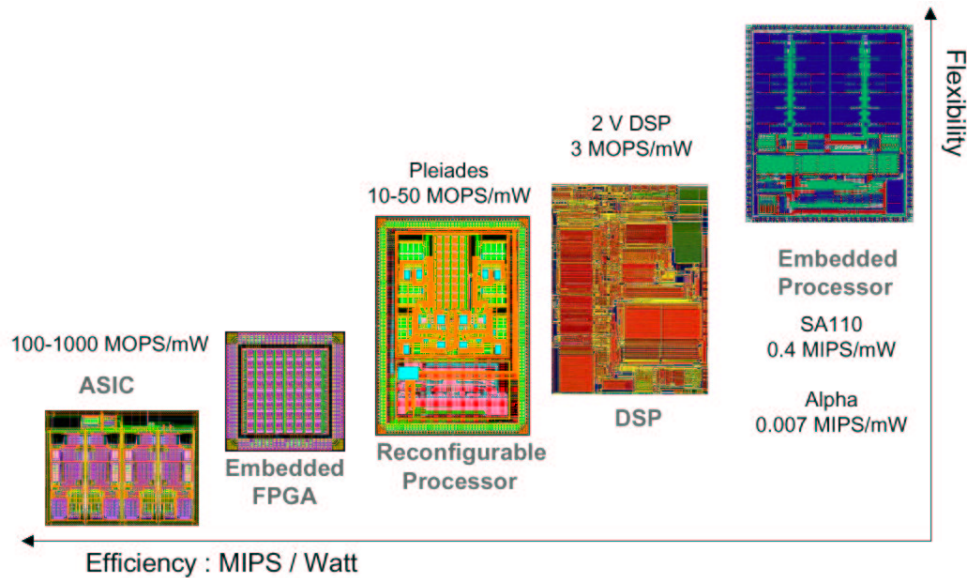 Flexibility
2 V DSP
3 MOPS/mW
Pleiades
10-50 MOPS/mW
Embedded
Processor
SA110
0.4 MIPS/mW
Alpha
0.007 MIPS/mW
100-1000 MOPS/mW
ASIC
Embedded
FPGA
Reconfigurable
Processor
DSP
Efficiency : MIPS / Watt